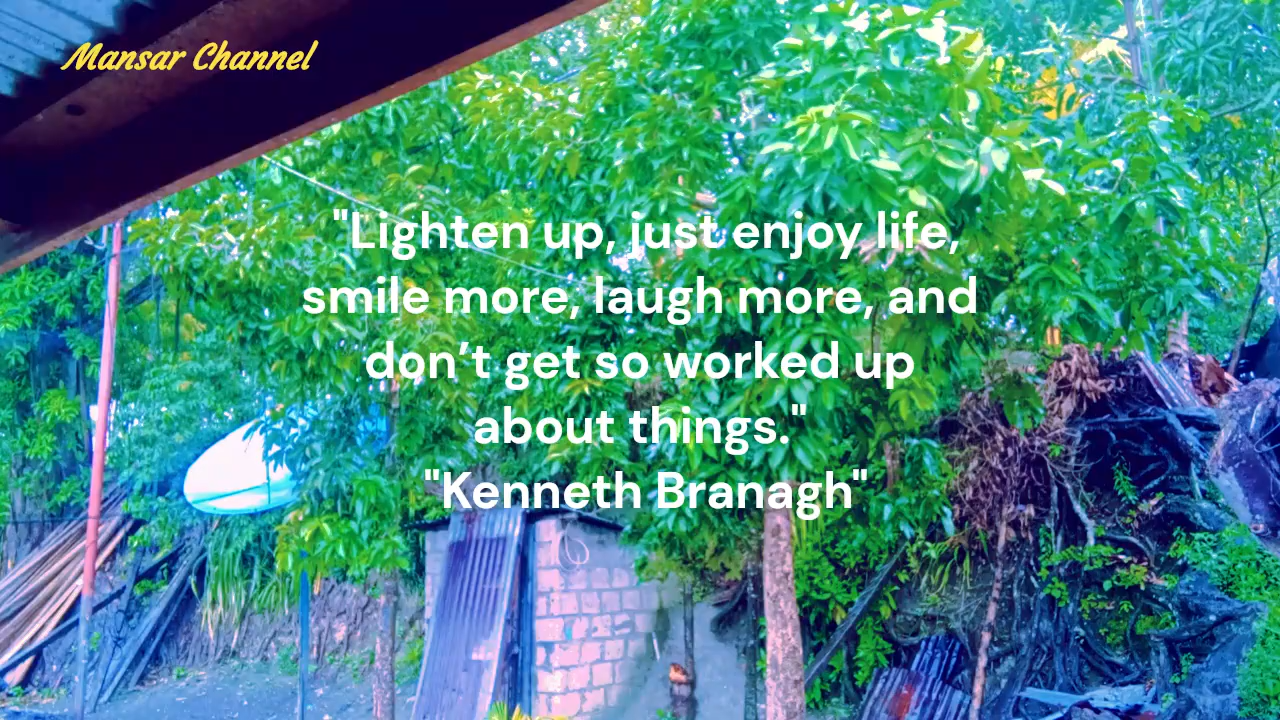 Mansar Channel
"Lighten up, just enjoy life,
smile more, laugh more, and
don’t get so worked up
about things."
"Kenneth Branagh"